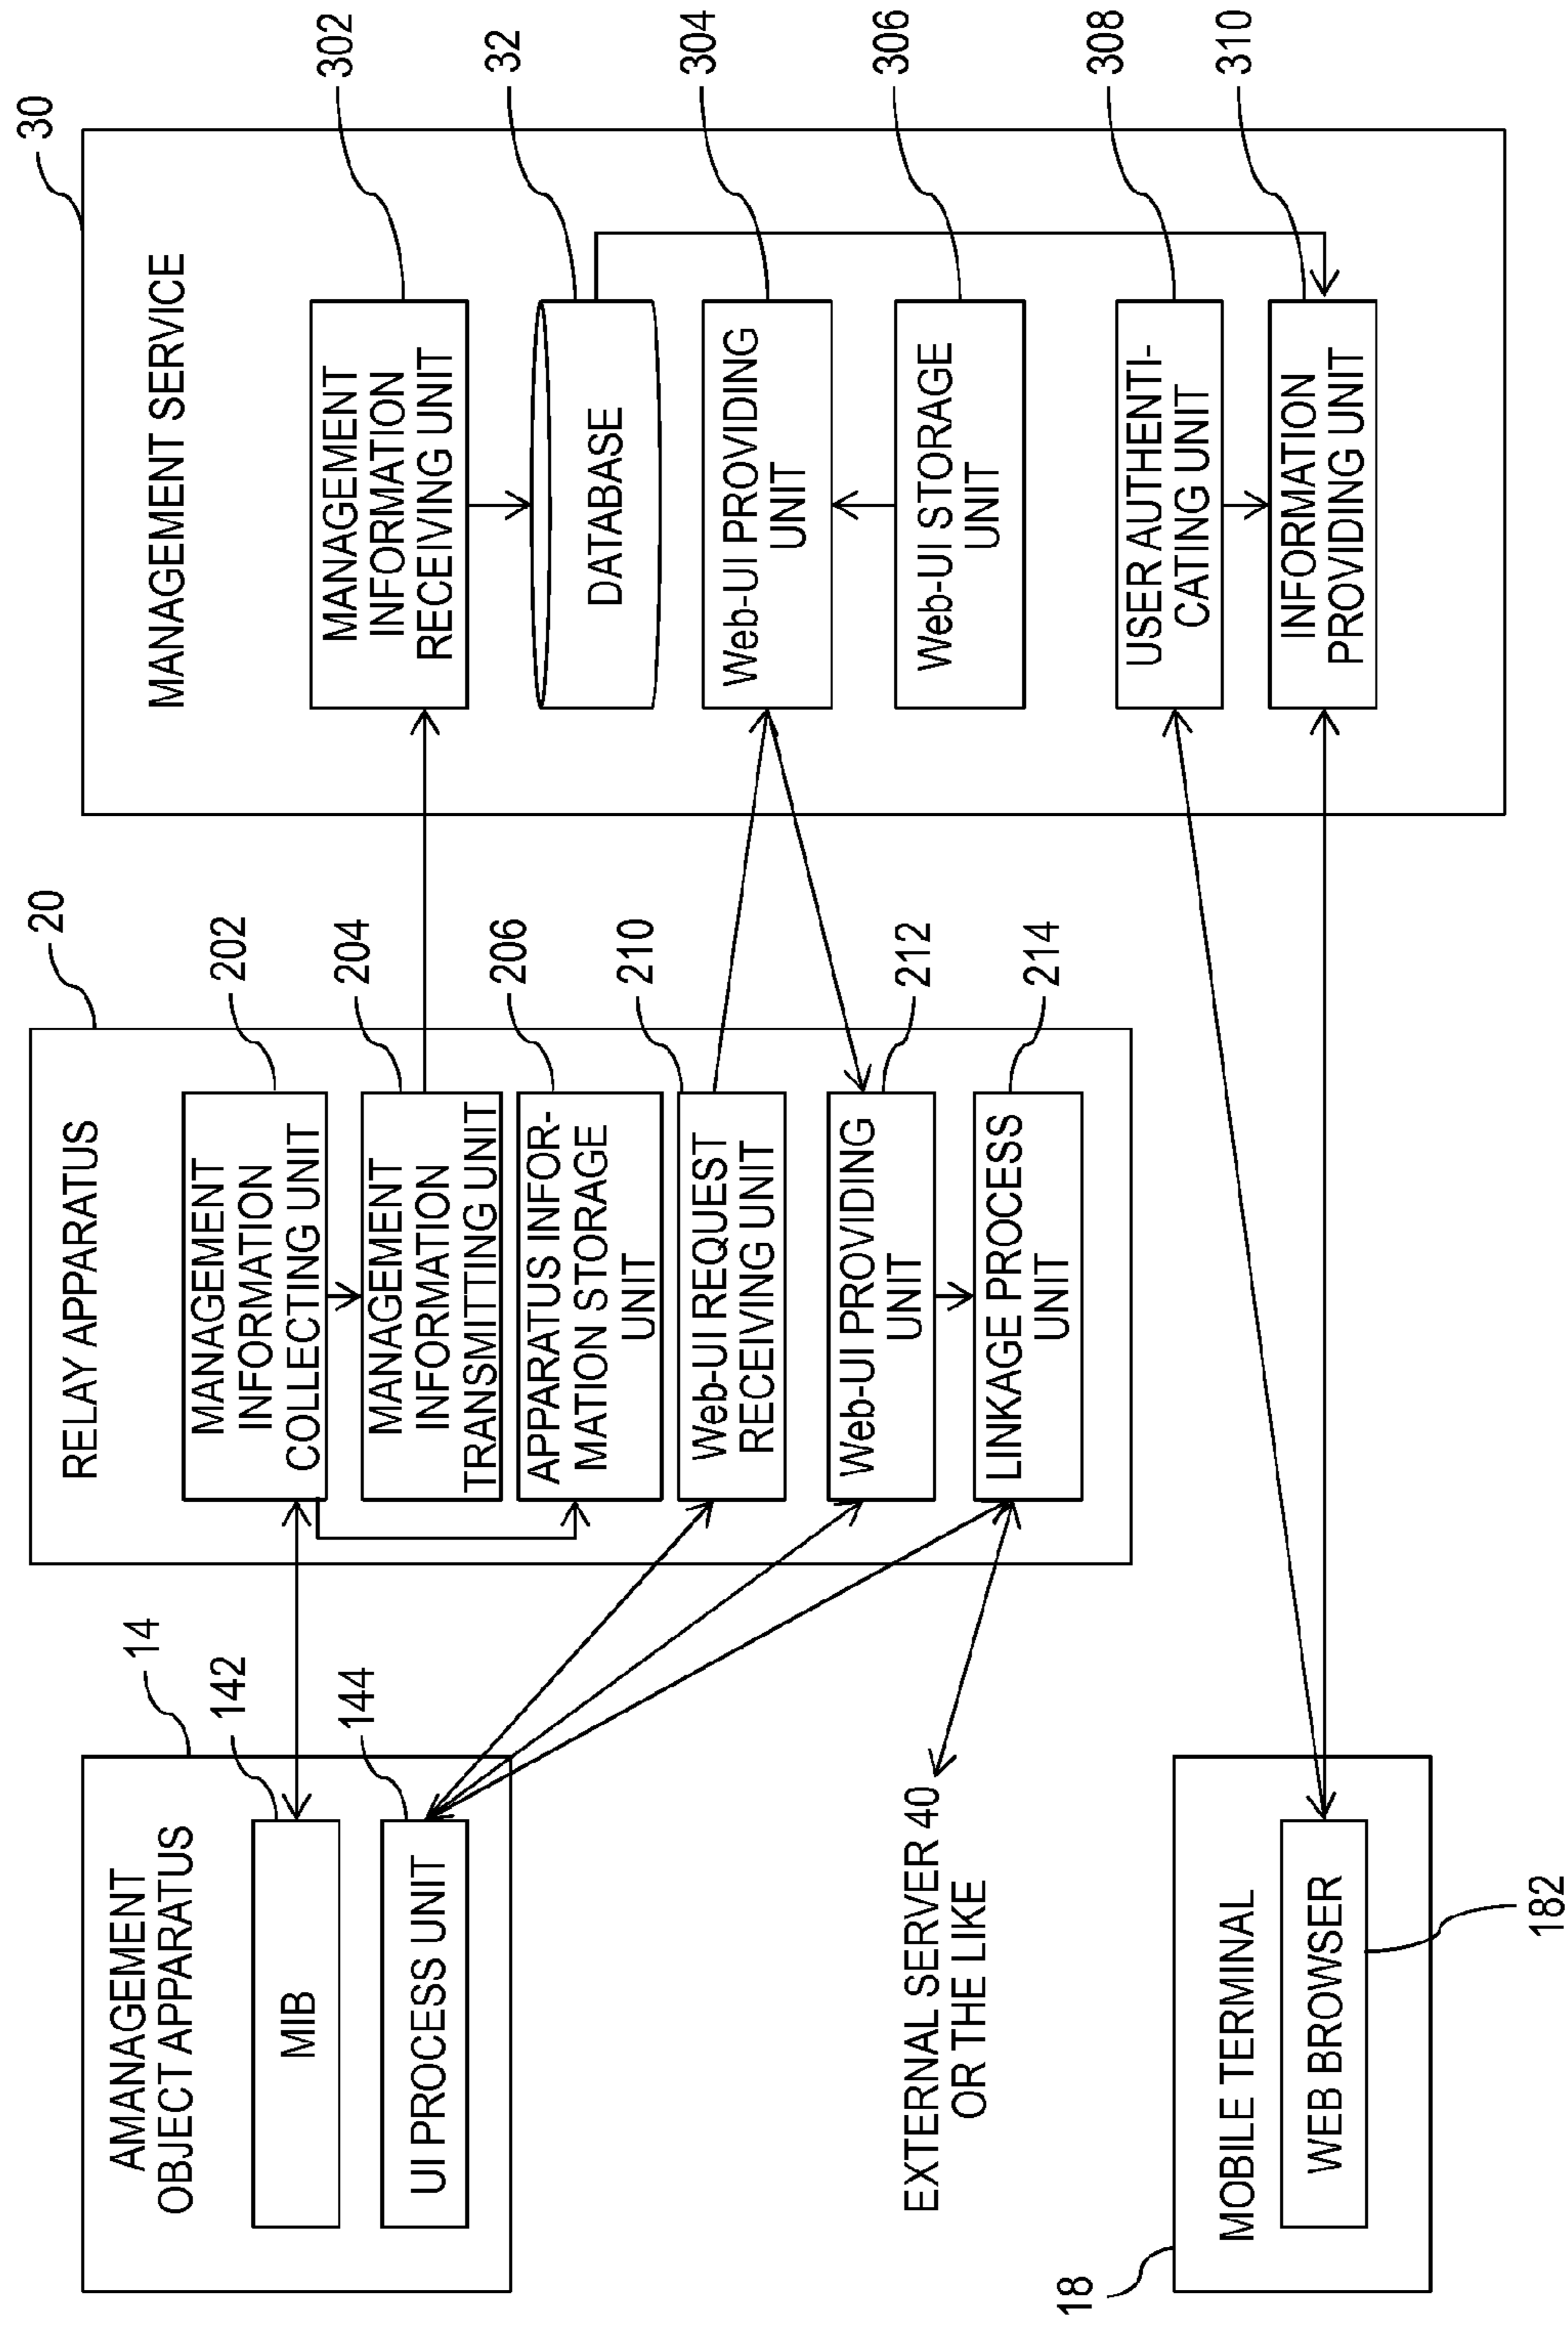 14
AMANAGEMENT
OBJECT APPARATUS
142
MIB
144
UI PROCESS UNIT
EXTERNAL SERVER 40
OR THE LIKE
18
MOBILE TERMINAL
WEB BROWSER
182
20
RELAY APPARATUS
202
MANAGEMENT
INFORMATION
COLLECTING UNIT
204
MANAGEMENT
INFORMATION
TRANSMITTING UNIT
206
APPARATUS INFOR-
MATION STORAGE
UNIT
210
Web-UI REQUEST
RECEIVING UNIT
212
Web-UI PROVIDING
UNIT
214
LINKAGE PROCESS
UNIT
30
MANAGEMENT SERVICE
302
MANAGEMENT
INFORMATION
RECEIVING UNIT
32
DATABASE
304
Web-UI PROVIDING
UNIT
306
Web-UI STORAGE
UNIT
308
USER AUTHENTI-
CATING UNIT
310
INFORMATION
PROVIDING UNIT